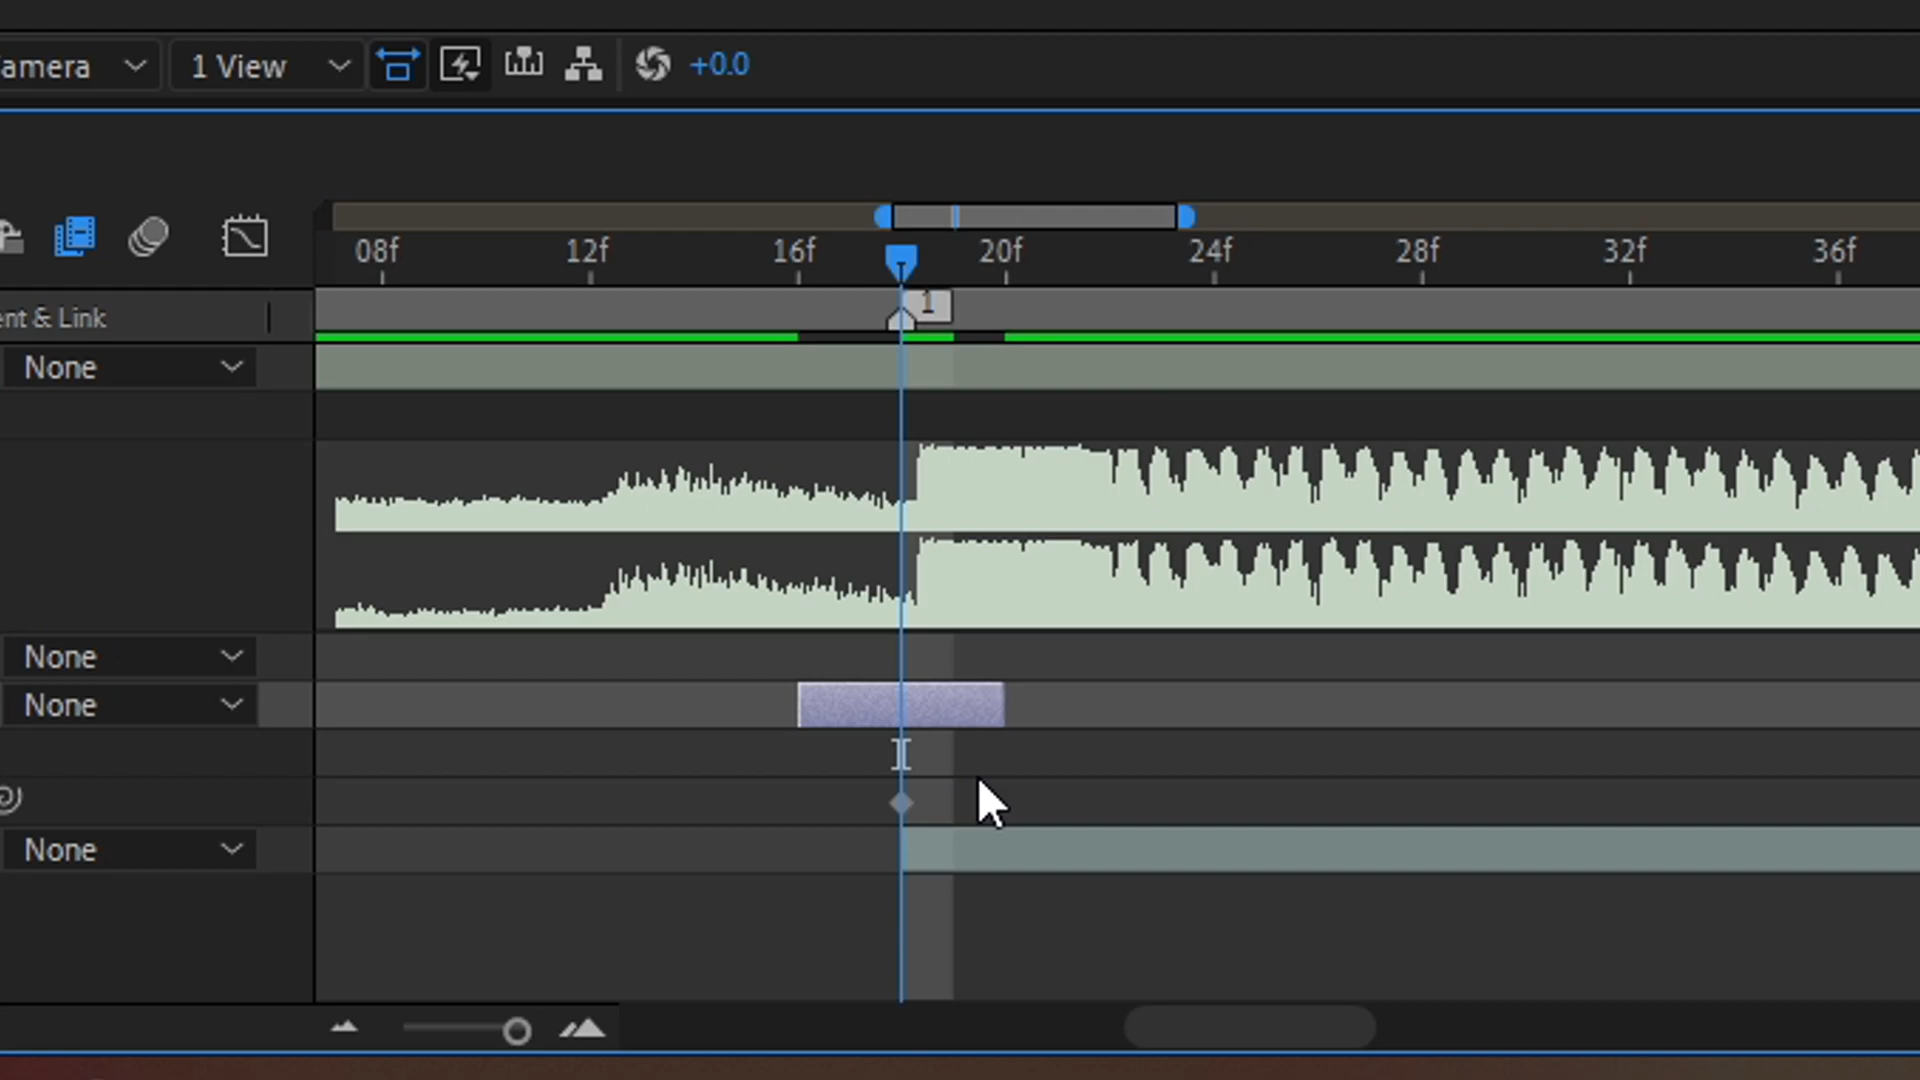 amera 1 View +0.0
08f 12f 16f 20f 24f 28f 32f 36f
1
ent & Link
None
None
None
None